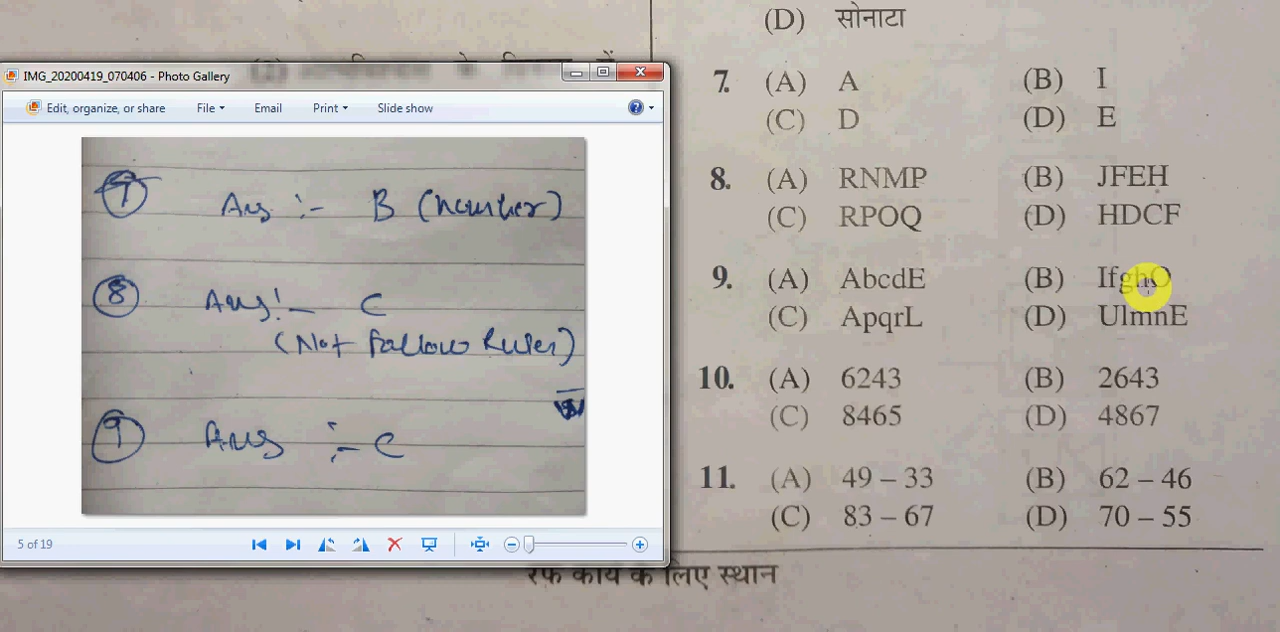 (D) सोनाटा
IMG_20200419_070406 - Photo Gallery
Edit, organize, or share File Email Print Slide show
7 Ans :- B (number)
8 Ans :- C
(Not follow Rules)
9 Ans :- C
5 of 19
7. (A) A (B) I
(C) D (D) E
8. (A) RNMP (B) JFEH
(C) RPOQ (D) HDCF
9. (A) AbcdE (B) IfghO
(C) ApqrL (D) UlmnE
10. (A) 6243 (B) 2643
(C) 8465 (D) 4867
11. (A) 49 – 33 (B) 62 – 46
(C) 83 – 67 (D) 70 – 55
रफ कार्य के लिए स्थान